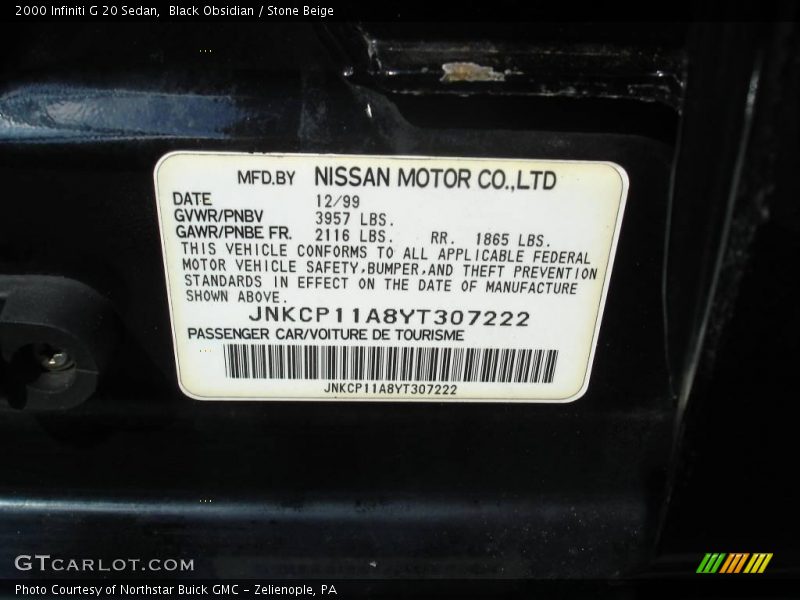 2000 Infiniti G 20 Sedan,  Black Obsidian / Stone Beige
MFD.BY NISSAN MOTOR CO.,LTD
DATE 12/99
GVWR/PNBV 3957 LBS.
GAWR/PNBE FR. 2116 LBS. RR. 1865 LBS.
THIS VEHICLE CONFORMS TO ALL APPLICABLE FEDERAL
MOTOR VEHICLE SAFETY,BUMPER,AND THEFT PREVENTION
STANDARDS IN EFFECT ON THE DATE OF MANUFACTURE
SHOWN ABOVE.
JNKCP11A8YT307222
PASSENGER CAR/VOITURE DE TOURISME
JNKCP11A8YT307222
GTCARLOT.COM
Photo Courtesy of Northstar Buick GMC - Zelienople, PA